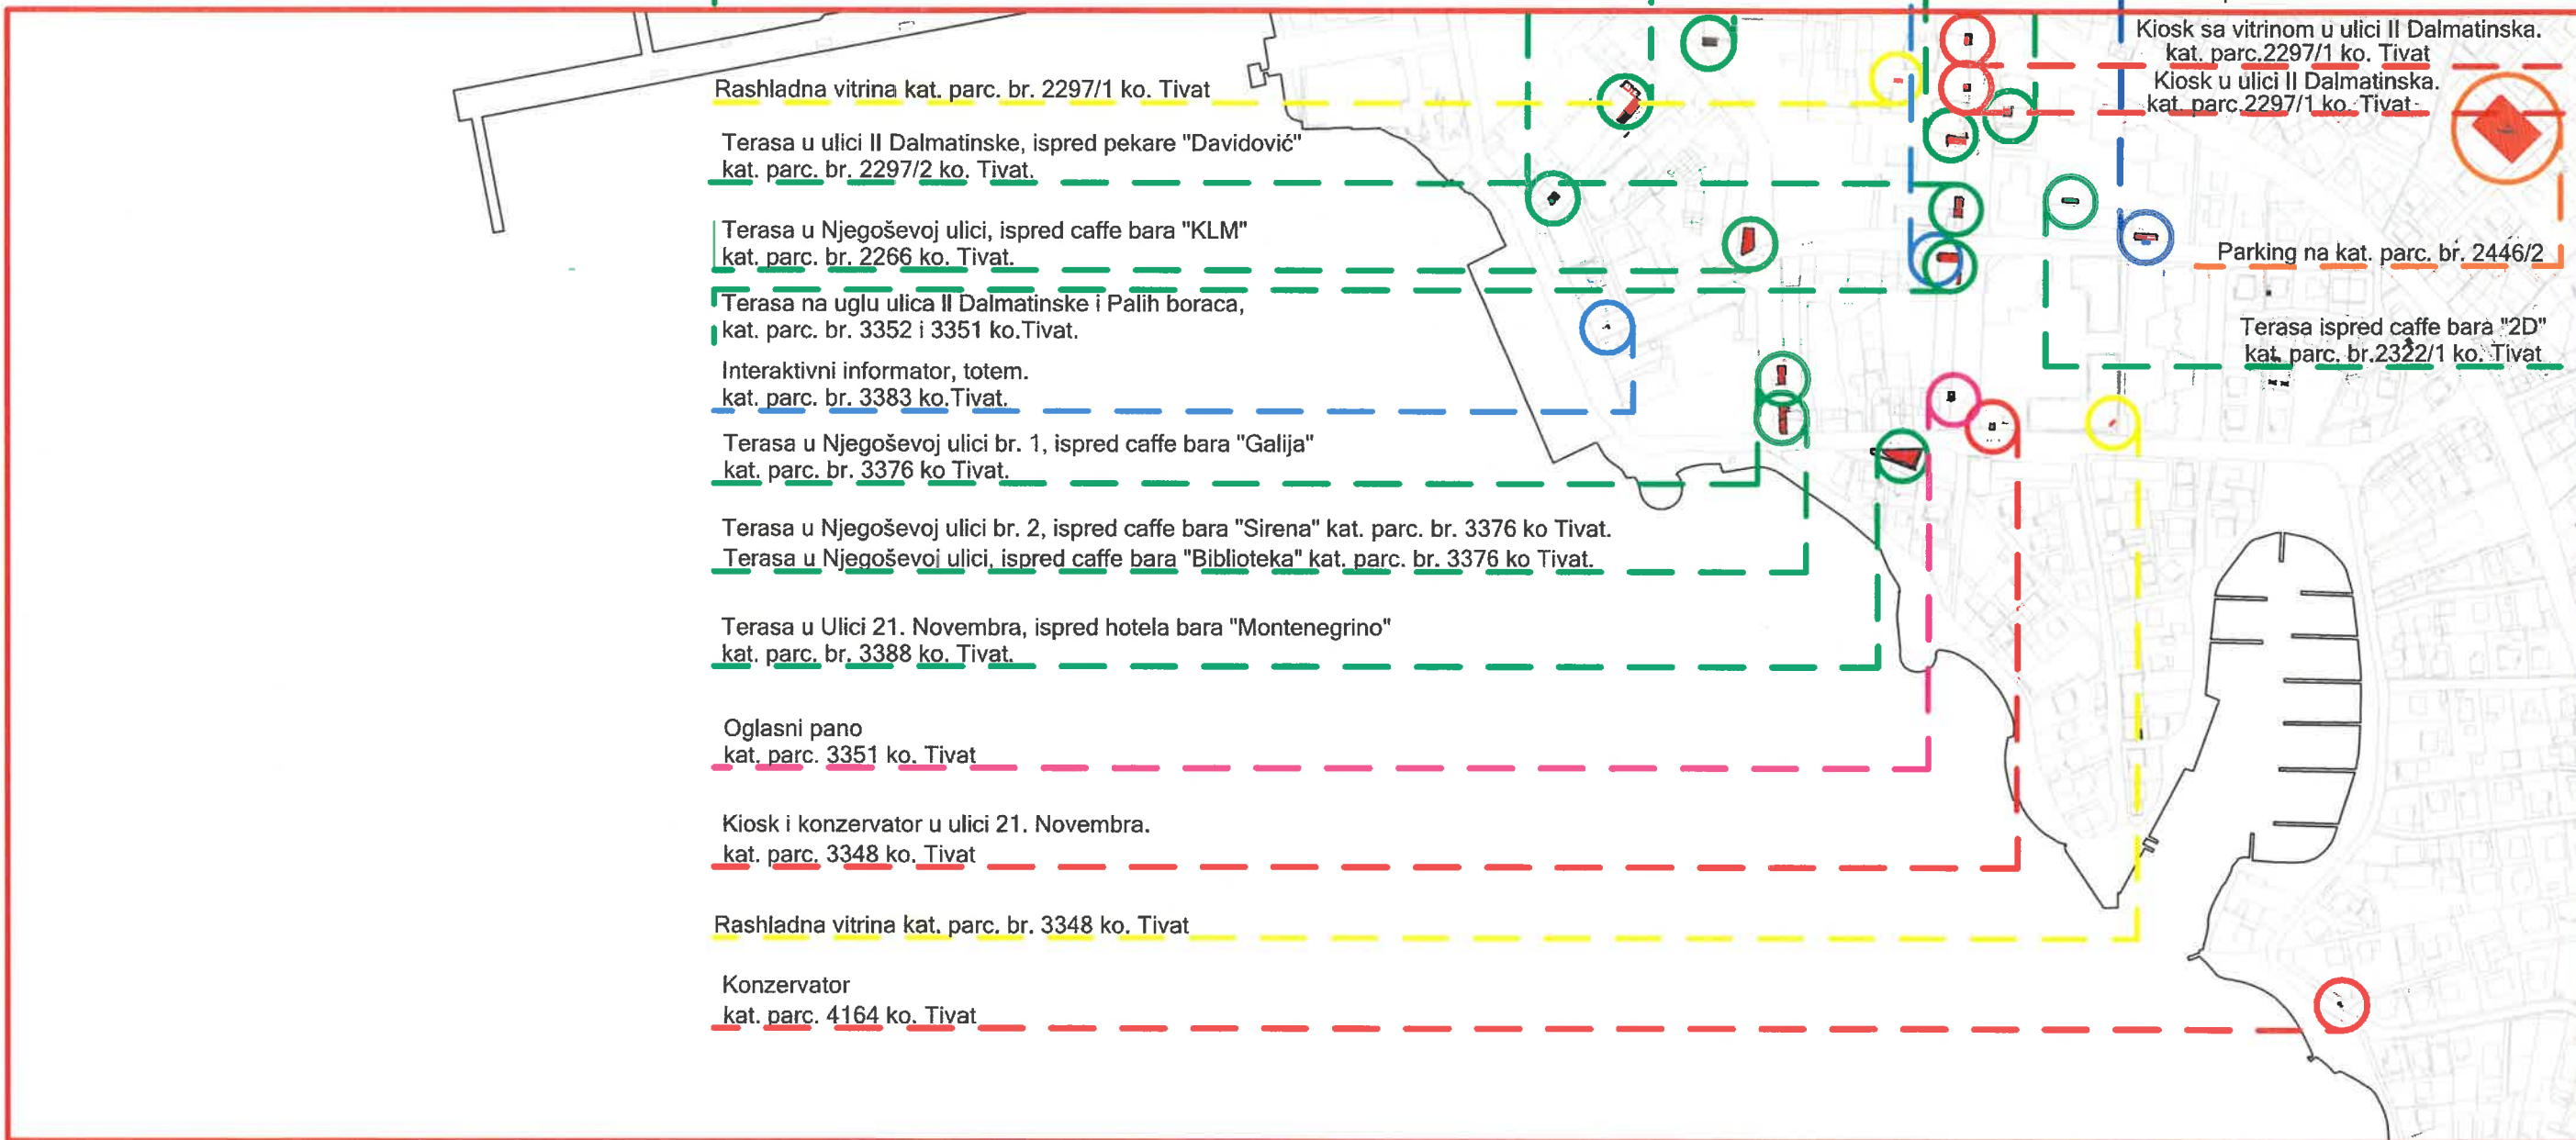 Rashladna vitrina kat. parc. br. 2297/1 ko. Tivat
Terasa u ulici II Dalmatinske, ispred pekare "Davidović"
kat. parc. br. 2297/2 ko. Tivat.
Terasa u Njegoševoj ulici, ispred caffe bara "KLM"
kat. parc. br. 2266 ko. Tivat.
Terasa na uglu ulica II Dalmatinske i Palih boraca,
kat. parc. br. 3352 i 3351 ko.Tivat.
Interaktivni informator, totem.
kat. parc. br. 3383 ko.Tivat.
Terasa u Njegoševoj ulici br. 1, ispred caffe bara "Galija"
kat. parc. br. 3376 ko Tivat.
Terasa u Njegoševoj ulici br. 2, ispred caffe bara "Sirena" kat. parc. br. 3376 ko Tivat.
Terasa u Njegoševoj ulici, ispred caffe bara "Biblioteka" kat. parc. br. 3376 ko Tivat.
Terasa u Ulici 21. Novembra, ispred hotela bara "Montenegrino"
kat. parc. br. 3388 ko. Tivat.
Oglasni pano
kat. parc. 3351 ko. Tivat
Kiosk i konzervator u ulici 21. Novembra.
kat. parc. 3348 ko. Tivat
Rashladna vitrina kat. parc. br. 3348 ko. Tivat
Konzervator
kat. parc. 4164 ko. Tivat
Kiosk sa vitrinom u ulici II Dalmatinska.
kat. parc.2297/1 ko. Tivat
Kiosk u ulici II Dalmatinska.
kat. parc.2297/1 ko. Tivat
Parking na kat. parc. br. 2446/2
Terasa ispred caffe bara "2D"
kat. parc. br.2322/1 ko. Tivat